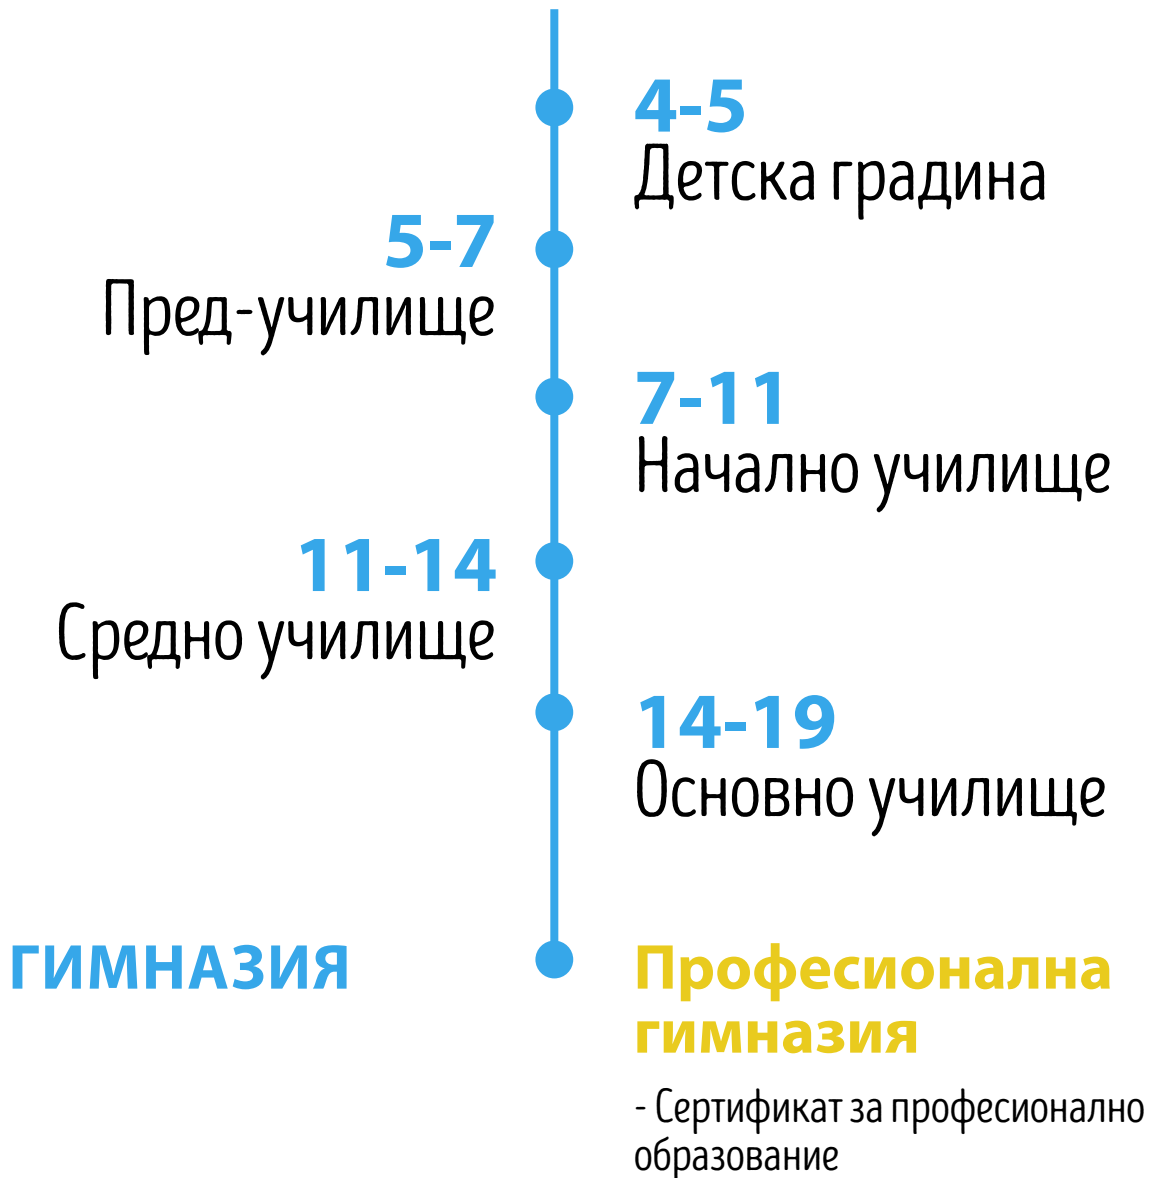 4-5
Детска градина
5-7
Пред-училище
7-11
Начално училище
11-14
Средно училище
14-19
Основно училище
ГИМНАЗИЯ
Професионална
гимназия
- Сертификат за професионално
образование